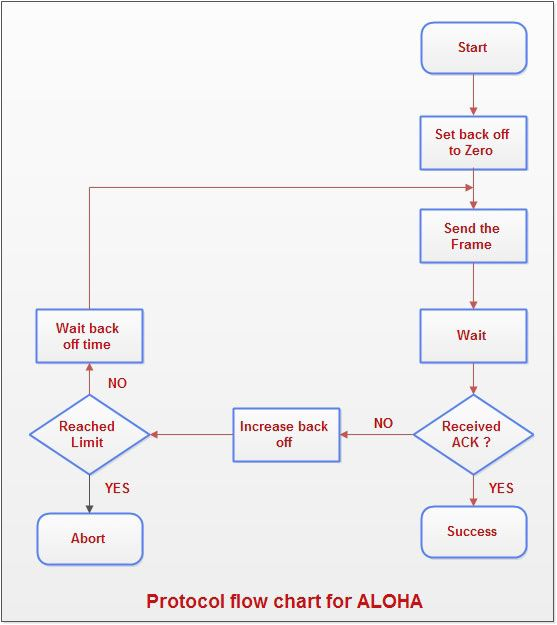 Start
Set back off
to Zero
Send the
Frame
Wait
Received
ACK ?
YES
Success
NO
Increase back
off
Reached
Limit
NO
Wait back
off time
YES
Abort
Protocol flow chart for ALOHA